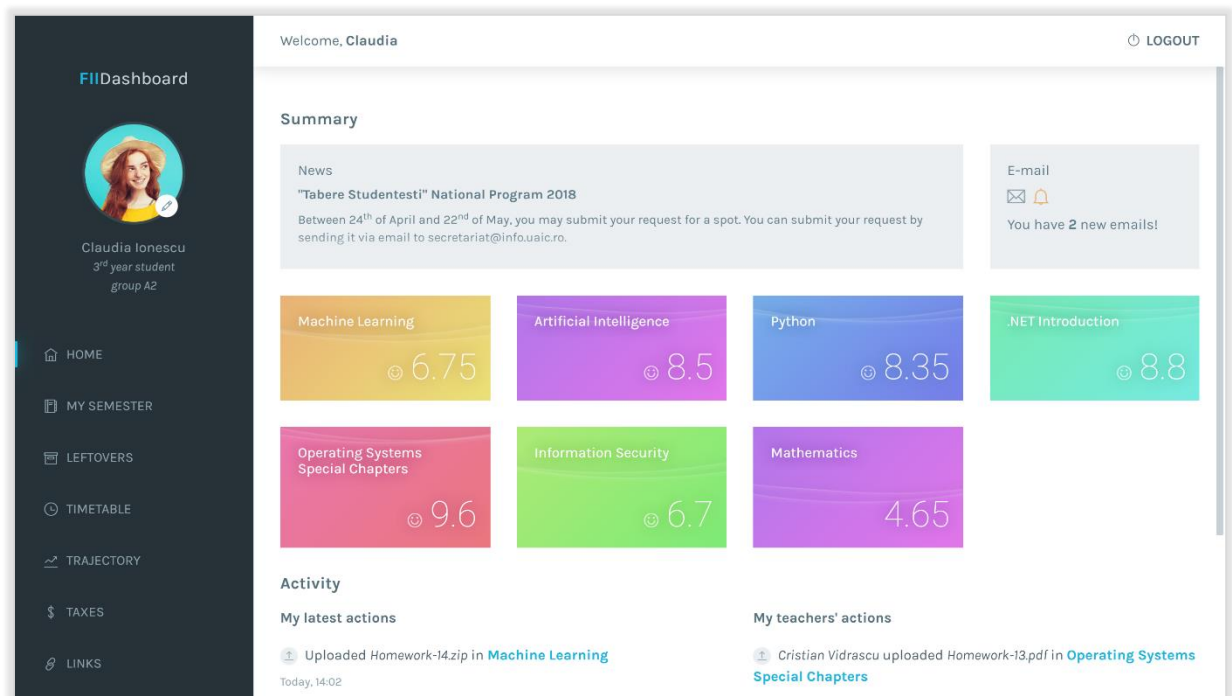 FIIDashboard
Claudia Ionescu
3rd year student
group A2
HOME
MY SEMESTER
LEFTOVERS
TIMETABLE
TRAJECTORY
TAXES
LINKS
Welcome, Claudia
LOGOUT
Summary
News
"Tabere Studentesti" National Program 2018
Between 24th of April and 22nd of May, you may submit your request for a spot. You can submit your request by
sending it via email to secretariat@info.uaic.ro.
E-mail
You have 2 new emails!
Machine Learning
6.75
Artificial Intelligence
8.5
Python
8.35
.NET Introduction
8.8
Operating Systems
Special Chapters
9.6
Information Security
6.7
Mathematics
4.65
Activity
My latest actions
Uploaded Homework-14.zip in Machine Learning
Today, 14:02
My teachers' actions
Cristian Vidrascu uploaded Homework-13.pdf in Operating Systems
Special Chapters